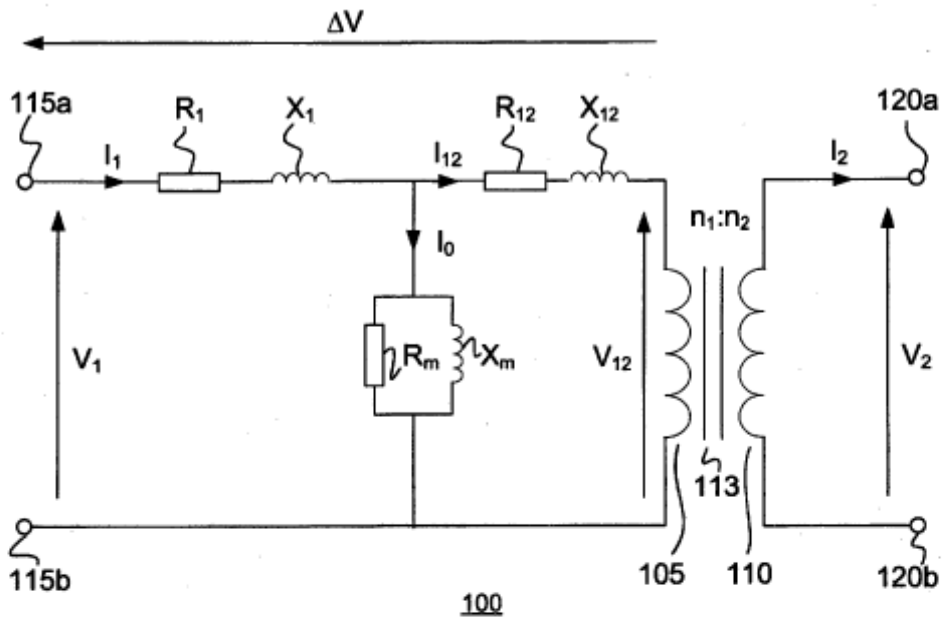 ΔV
115a
R₁
X₁
R₁₂
X₁₂
120a
I₁
I₁₂
I₂
n₁:n₂
I₀
V₁
Rₘ
Xₘ
V₁₂
V₂
113
115b
105
110
120b
100